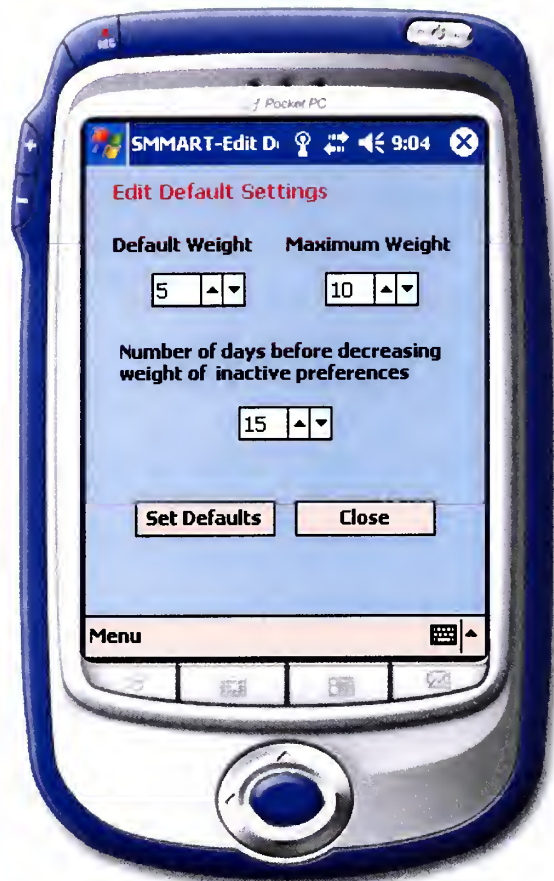 Pocket PC
SMMART-Edit D 9:04
Edit Default Settings
Default Weight Maximum Weight
5 10
Number of days before decreasing
weight of inactive preferences
15
Set Defaults Close
Menu